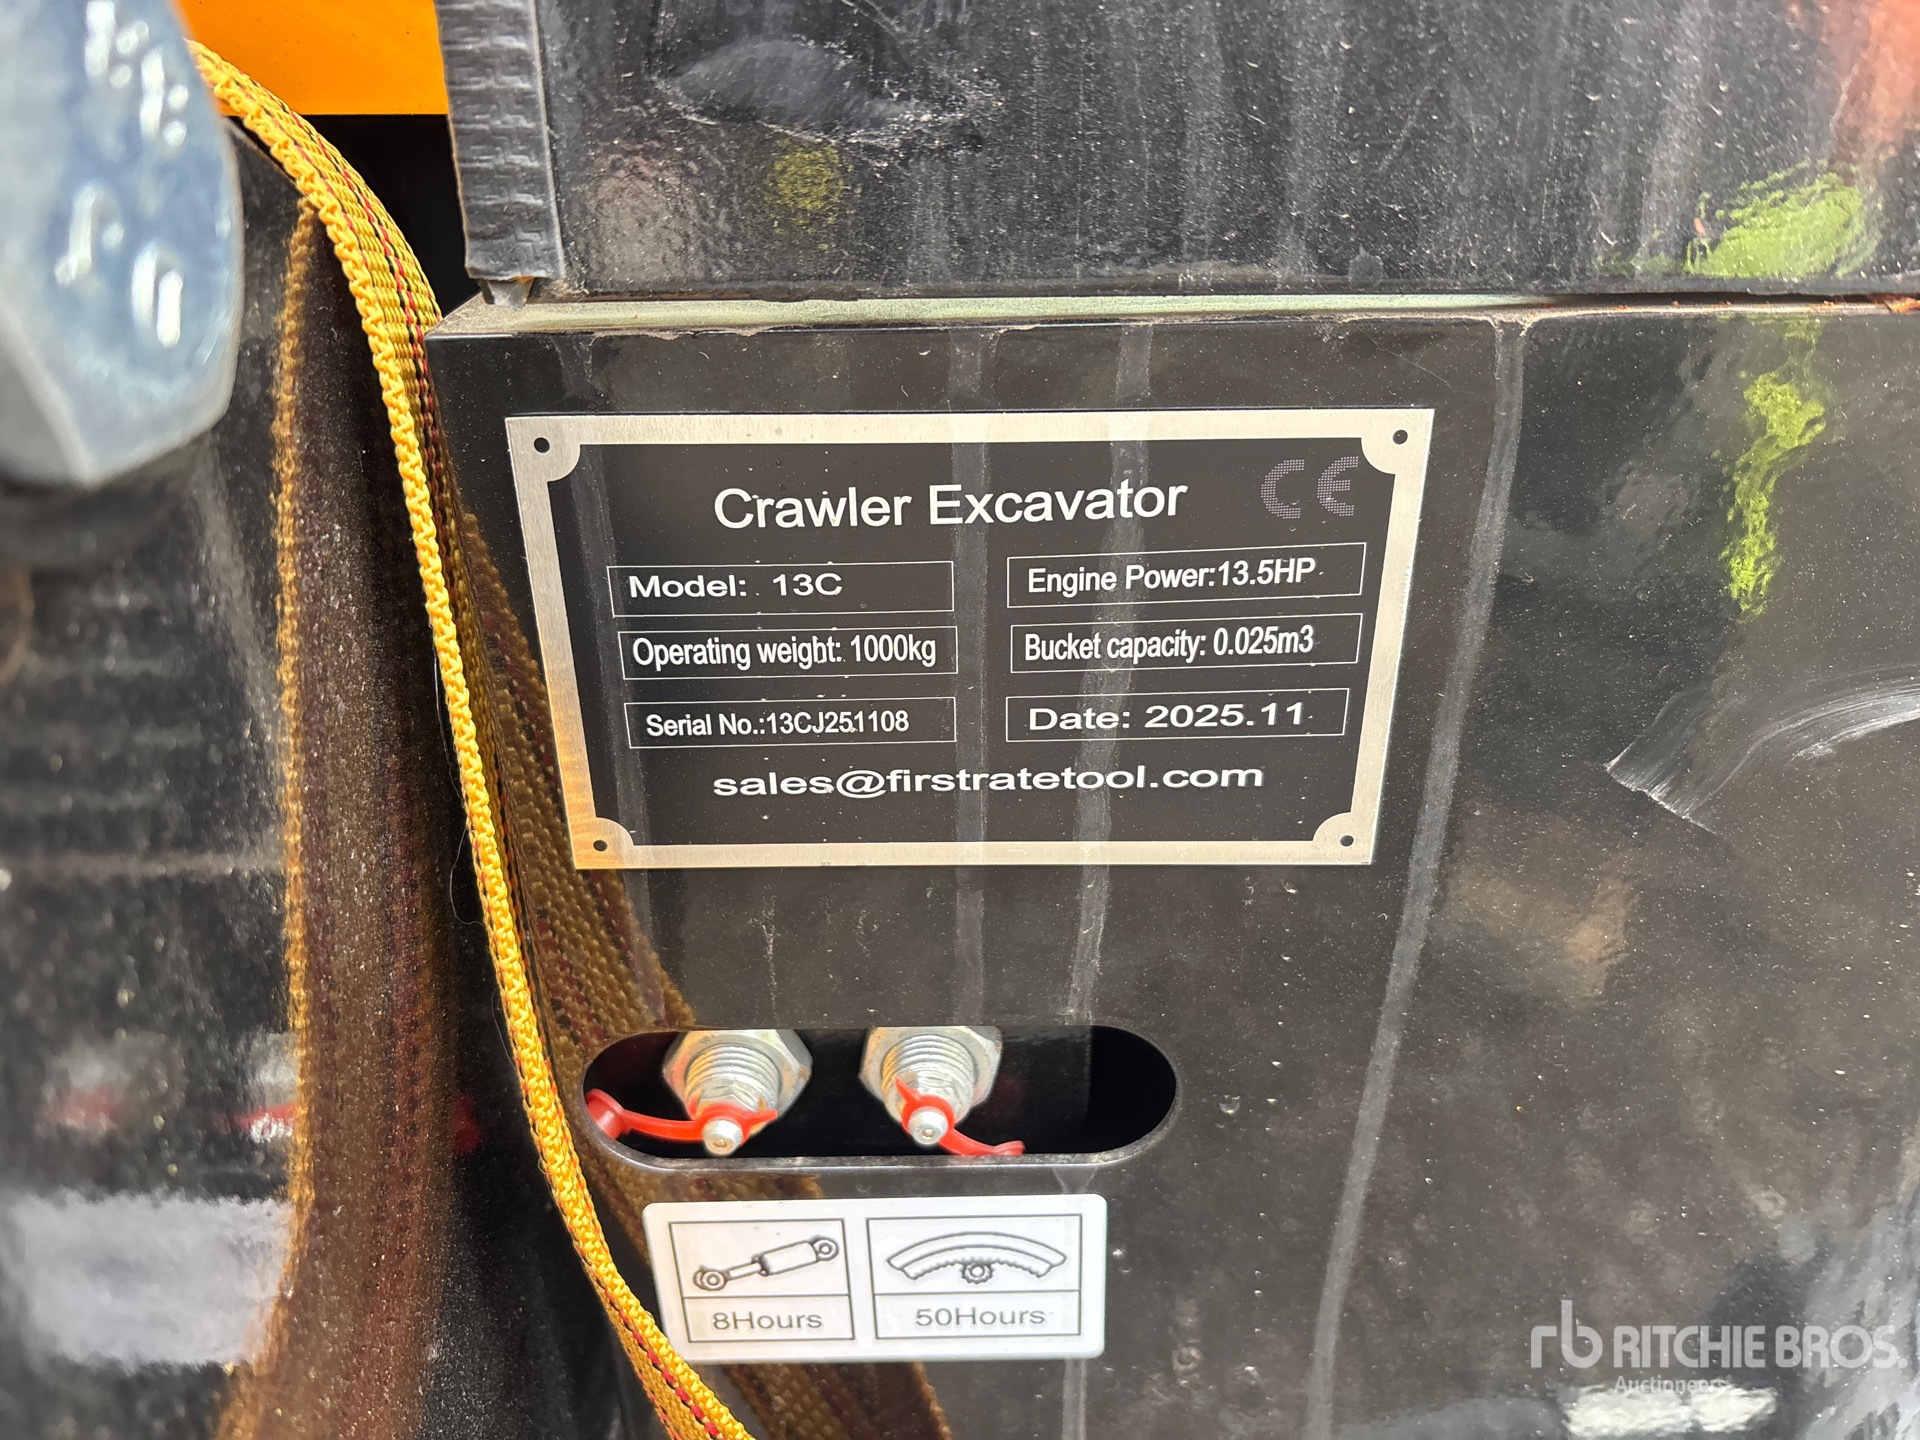 Crawler Excavator CE
Model: 13C
Engine Power:13.5HP
Operating weight: 1000kg
Bucket capacity: 0.025m3
Serial No.:13CJ251108
Date: 2025.11
sales@firstratetool.com
8Hours
50Hours
rb RITCHIE BROS.
Auctioneers